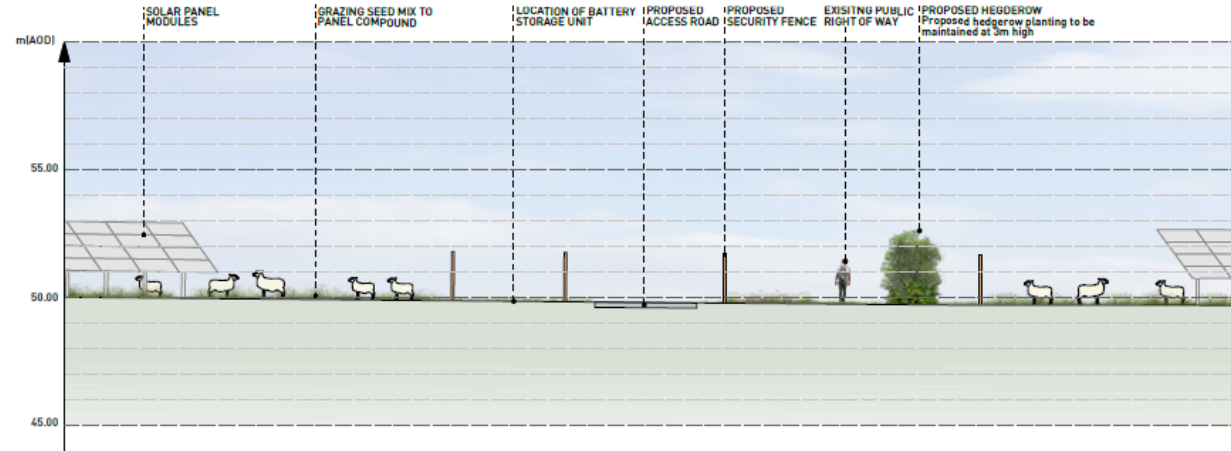 SOLAR PANEL
MODULES
GRAZING SEED MIX TO
PANEL COMPOUND
LOCATION OF BATTERY
STORAGE UNIT
PROPOSED
ACCESS ROAD
PROPOSED
SECURITY FENCE
EXISITNG PUBLIC
RIGHT OF WAY
PROPOSED HEGDEROW
Proposed hedgerow planting to be
maintained at 3m high
m(AOD)
55.00
50.00
45.00